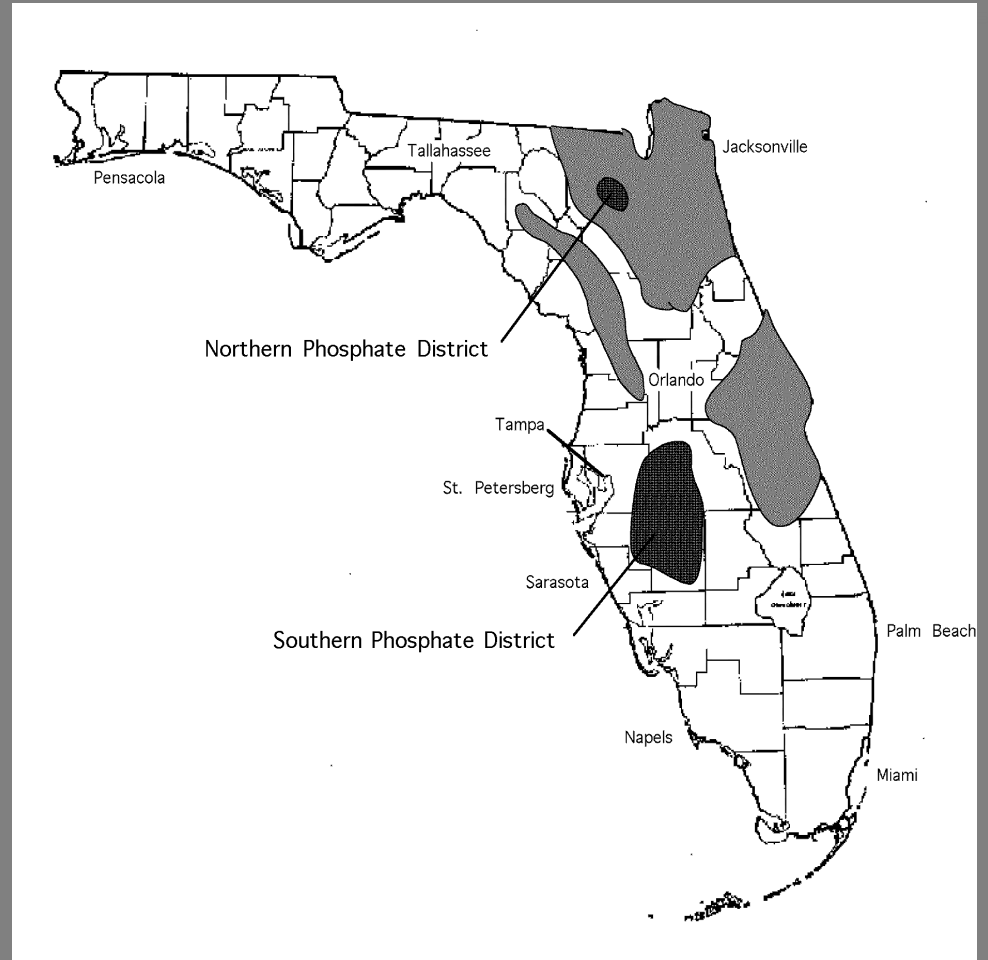 Jacksonville
Tallahassee
Pensacola
Northern Phosphate District
Orlando
Tampa
St. Petersberg
Sarasota
Southern Phosphate District
Palm Beach
Napels
Miami